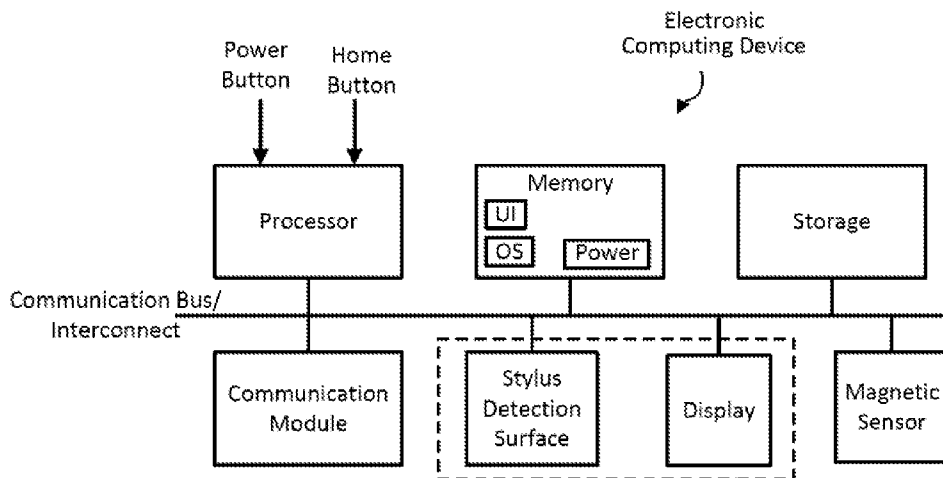 Electronic
Computing Device
Power
Button
Home
Button
Processor
Memory
UI
OS
Power
Storage
Communication Bus/
Interconnect
Communication
Module
Stylus
Detection
Surface
Display
Magnetic
Sensor